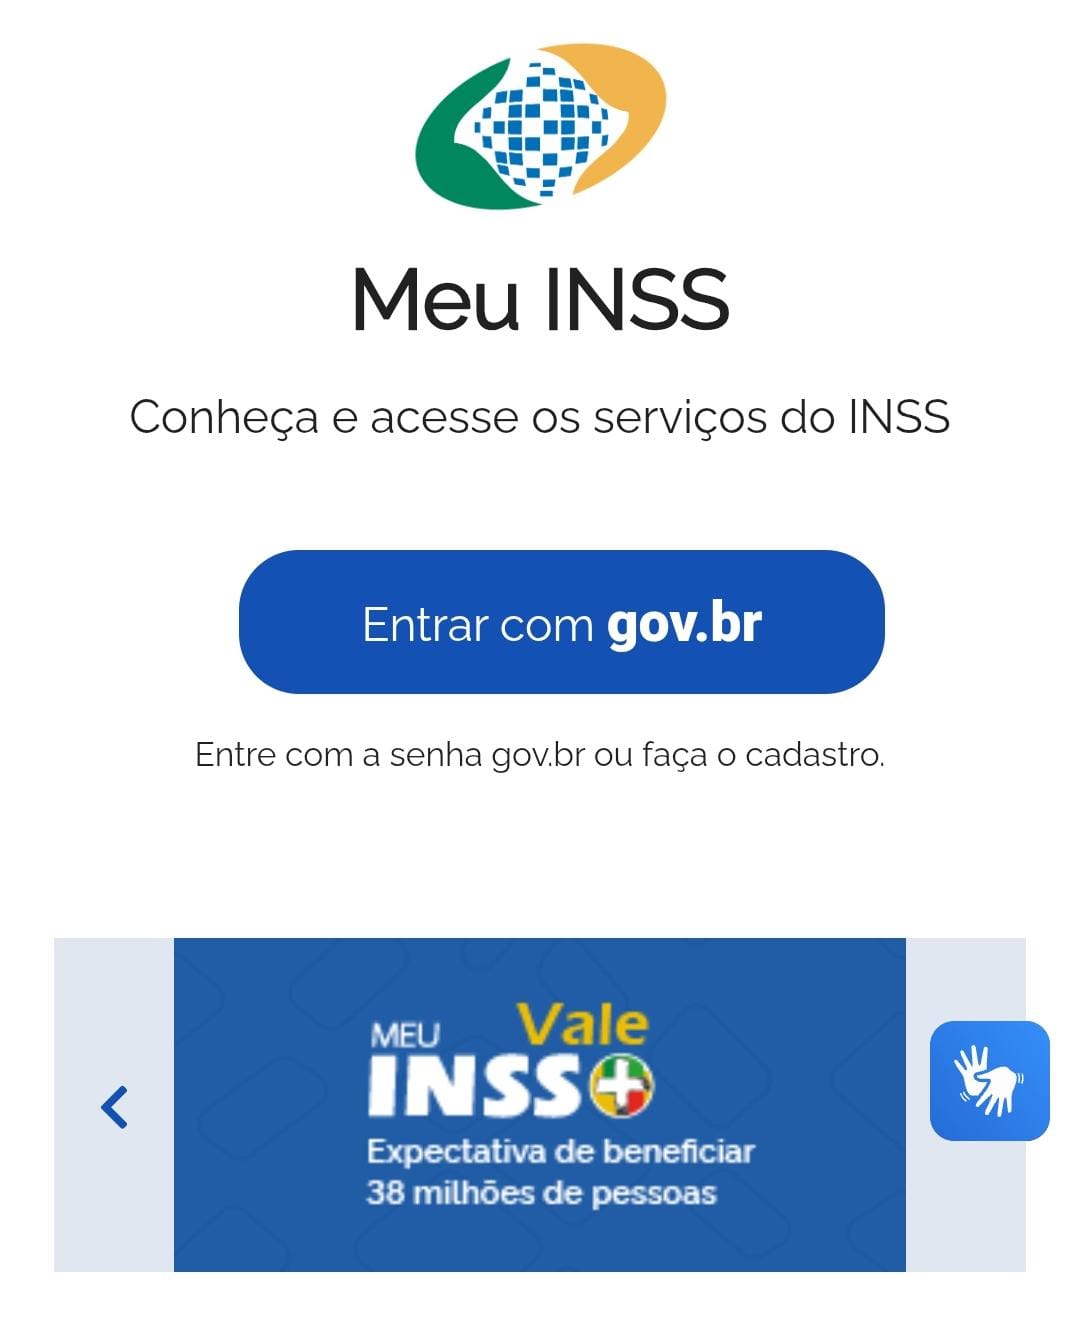 Meu INSS
Conheça e acesse os serviços do INSS
Entrar com gov.br
Entre com a senha gov.br ou faça o cadastro.
MEU Vale
INSS+
Expectativa de beneficiar
38 milhões de pessoas